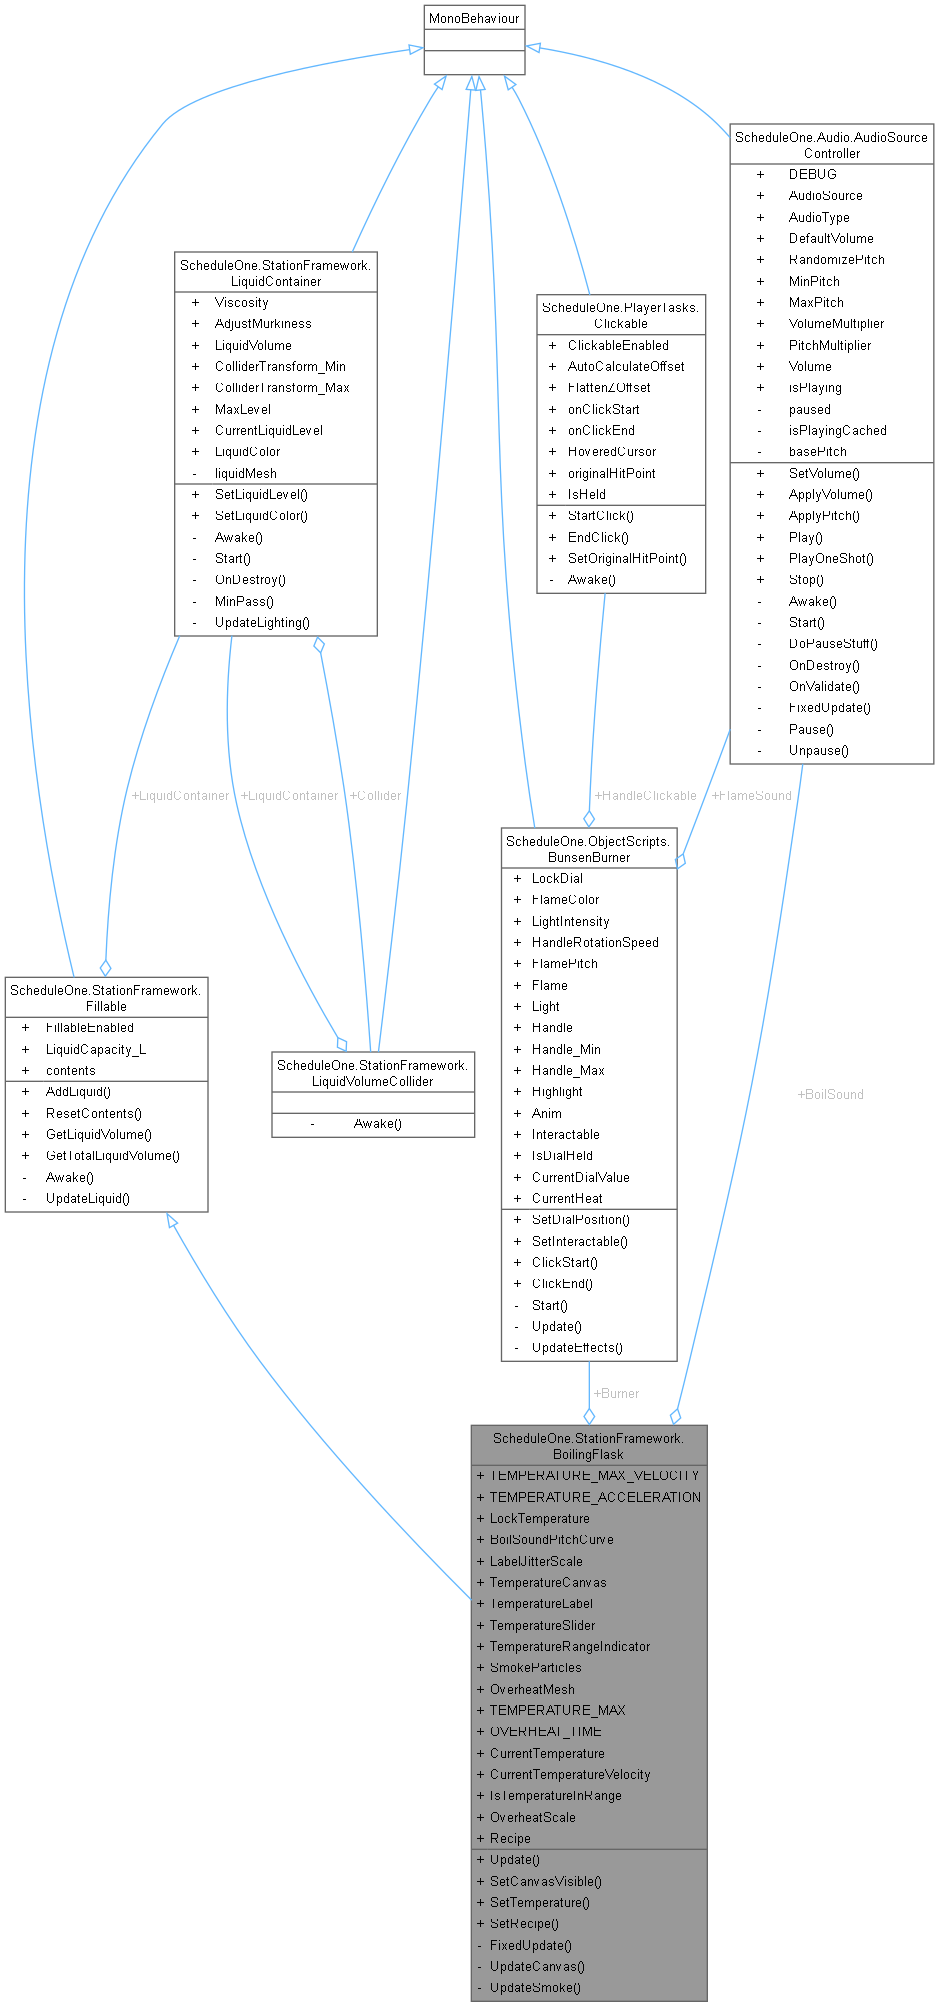 MonoBehaviour
ScheduleOne.Audio.AudioSource
Controller
+ DEBUG
+ AudioSource
+ AudioType
+ DefaultVolume
+ RandomizePitch
+ MinPitch
+ MaxPitch
+ VolumeMultiplier
+ PitchMultiplier
+ Volume
+ isPlaying
- paused
- isPlayingCached
- basePitch
+ SetVolume()
+ ApplyVolume()
+ ApplyPitch()
+ Play()
+ PlayOneShot()
+ Stop()
- Awake()
- Start()
- DoPauseStuff()
- OnDestroy()
- OnValidate()
- FixedUpdate()
- Pause()
- Unpause()
ScheduleOne.StationFramework.
LiquidContainer
+ Viscosity
+ AdjustMurkiness
+ LiquidVolume
+ ColliderTransform_Min
+ ColliderTransform_Max
+ MaxLevel
+ CurrentLiquidLevel
+ LiquidColor
- liquidMesh
+ SetLiquidLevel()
+ SetLiquidColor()
- Awake()
- Start()
- OnDestroy()
- MinPass()
- UpdateLighting()
ScheduleOne.PlayerTasks.
Clickable
+ ClickableEnabled
+ AutoCalculateOffset
+ FlattenZOffset
+ onClickStart
+ onClickEnd
+ HoveredCursor
+ originalHitPoint
+ IsHeld
+ StartClick()
+ EndClick()
+ SetOriginalHitPoint()
- Awake()
+LiquidContainer
+LiquidContainer
+Collider
+HandleClickable
+FlameSound
ScheduleOne.ObjectScripts.
BunsenBurner
+ LockDial
+ FlameColor
+ LightIntensity
+ HandleRotationSpeed
+ FlamePitch
+ Flame
+ Light
+ Handle
+ Handle_Min
+ Handle_Max
+ Highlight
+ Anim
+ Interactable
+ IsDialHeld
+ CurrentDialValue
+ CurrentHeat
+ SetDialPosition()
+ SetInteractable()
+ ClickStart()
+ ClickEnd()
- Start()
- Update()
- UpdateEffects()
ScheduleOne.StationFramework.
Fillable
+ FillableEnabled
+ LiquidCapacity_L
+ contents
+ AddLiquid()
+ ResetContents()
+ GetLiquidVolume()
+ GetTotalLiquidVolume()
- Awake()
- UpdateLiquid()
ScheduleOne.StationFramework.
LiquidVolumeCollider
- Awake()
+BoilSound
+Burner
ScheduleOne.StationFramework.
BoilingFlask
+ TEMPERATURE_MAX_VELOCITY
+ TEMPERATURE_ACCELERATION
+ LockTemperature
+ BoilSoundPitchCurve
+ LabelJitterScale
+ TemperatureCanvas
+ TemperatureLabel
+ TemperatureSlider
+ TemperatureRangeIndicator
+ SmokeParticles
+ OverheatMesh
+ TEMPERATURE_MAX
+ OVERHEAT_TIME
+ CurrentTemperature
+ CurrentTemperatureVelocity
+ IsTemperatureInRange
+ OverheatScale
+ Recipe
+ Update()
+ SetCanvasVisible()
+ SetTemperature()
+ SetRecipe()
- FixedUpdate()
- UpdateCanvas()
- UpdateSmoke()